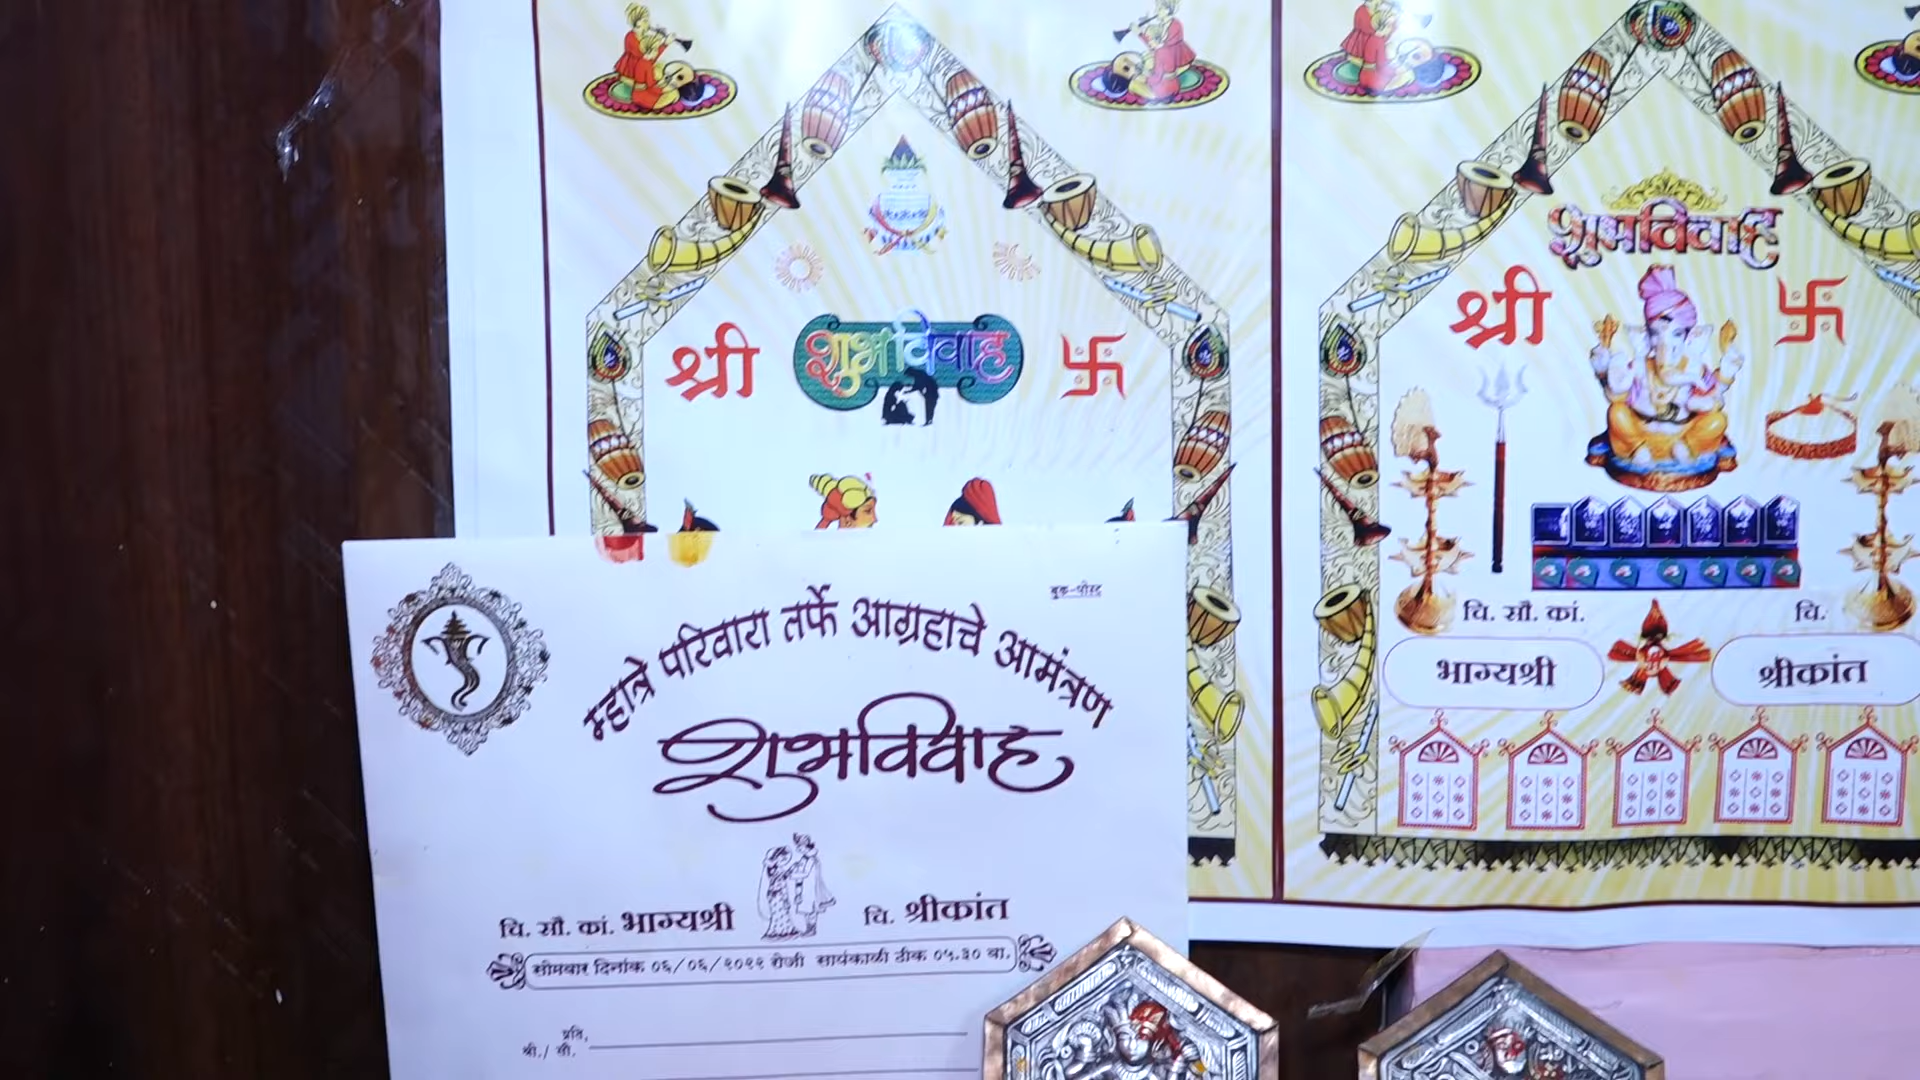 श्री
शुभविवाह
शुभविवाह
श्री
चि. सौ. कां.
चि.
भाग्यश्री
श्रीकांत
बुक-पोस्ट
म्हात्रे परिवारा तर्फे आग्रहाचे आमंत्रण
शुभविवाह
चि. सौ. कां. भाग्यश्री
चि. श्रीकांत
सोमवार दिनांक ०६/०६/२०२२ रोजी सायंकाळी ठीक ०५.३० वा.
प्रति,
श्री./ सौ.